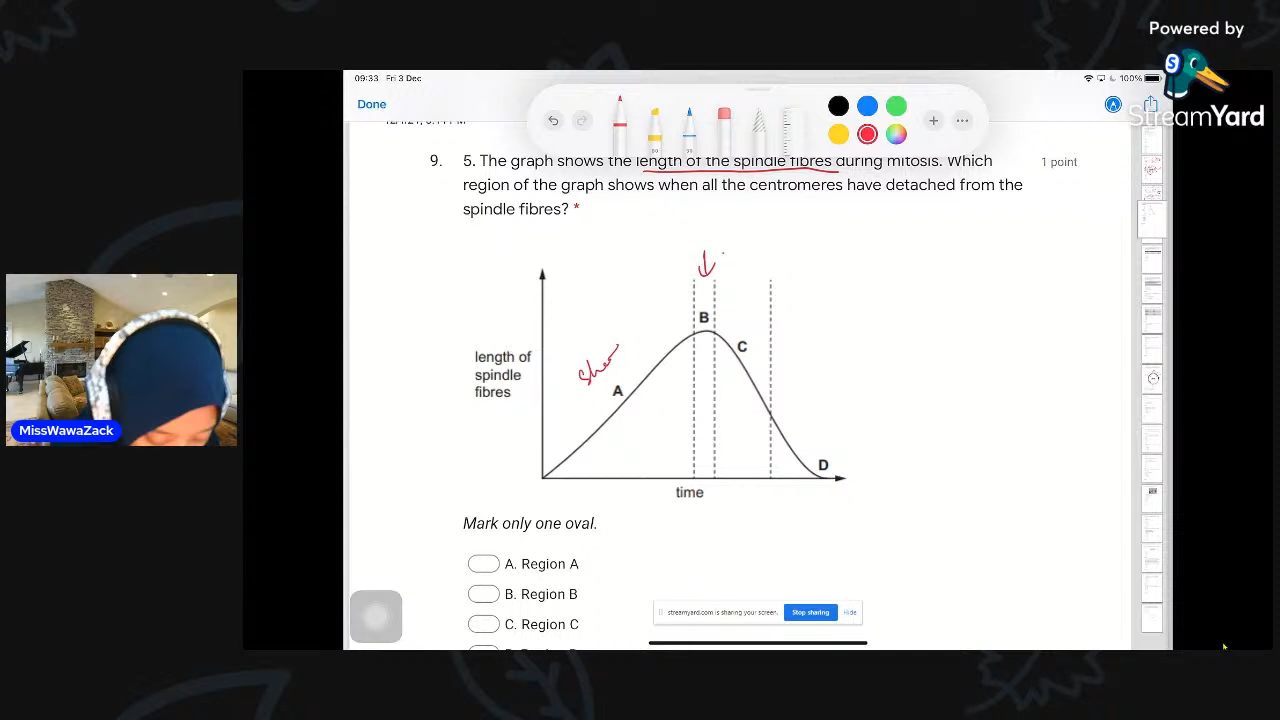 Powered by
StreamYard
09:33 Fri 3 Dec
100%
Done
9. 5. The graph shows the length of the spindle fibres during mitosis. Which
1 point
region of the graph shows when all the centromeres have detached from the
spindle fibres? *
B
C
length of
spindle
fibres
A
D
time
MissWawaZack
Mark only one oval.
A. Region A
B. Region B
C. Region C
streamyard.com is sharing your screen.
Stop sharing
Hide